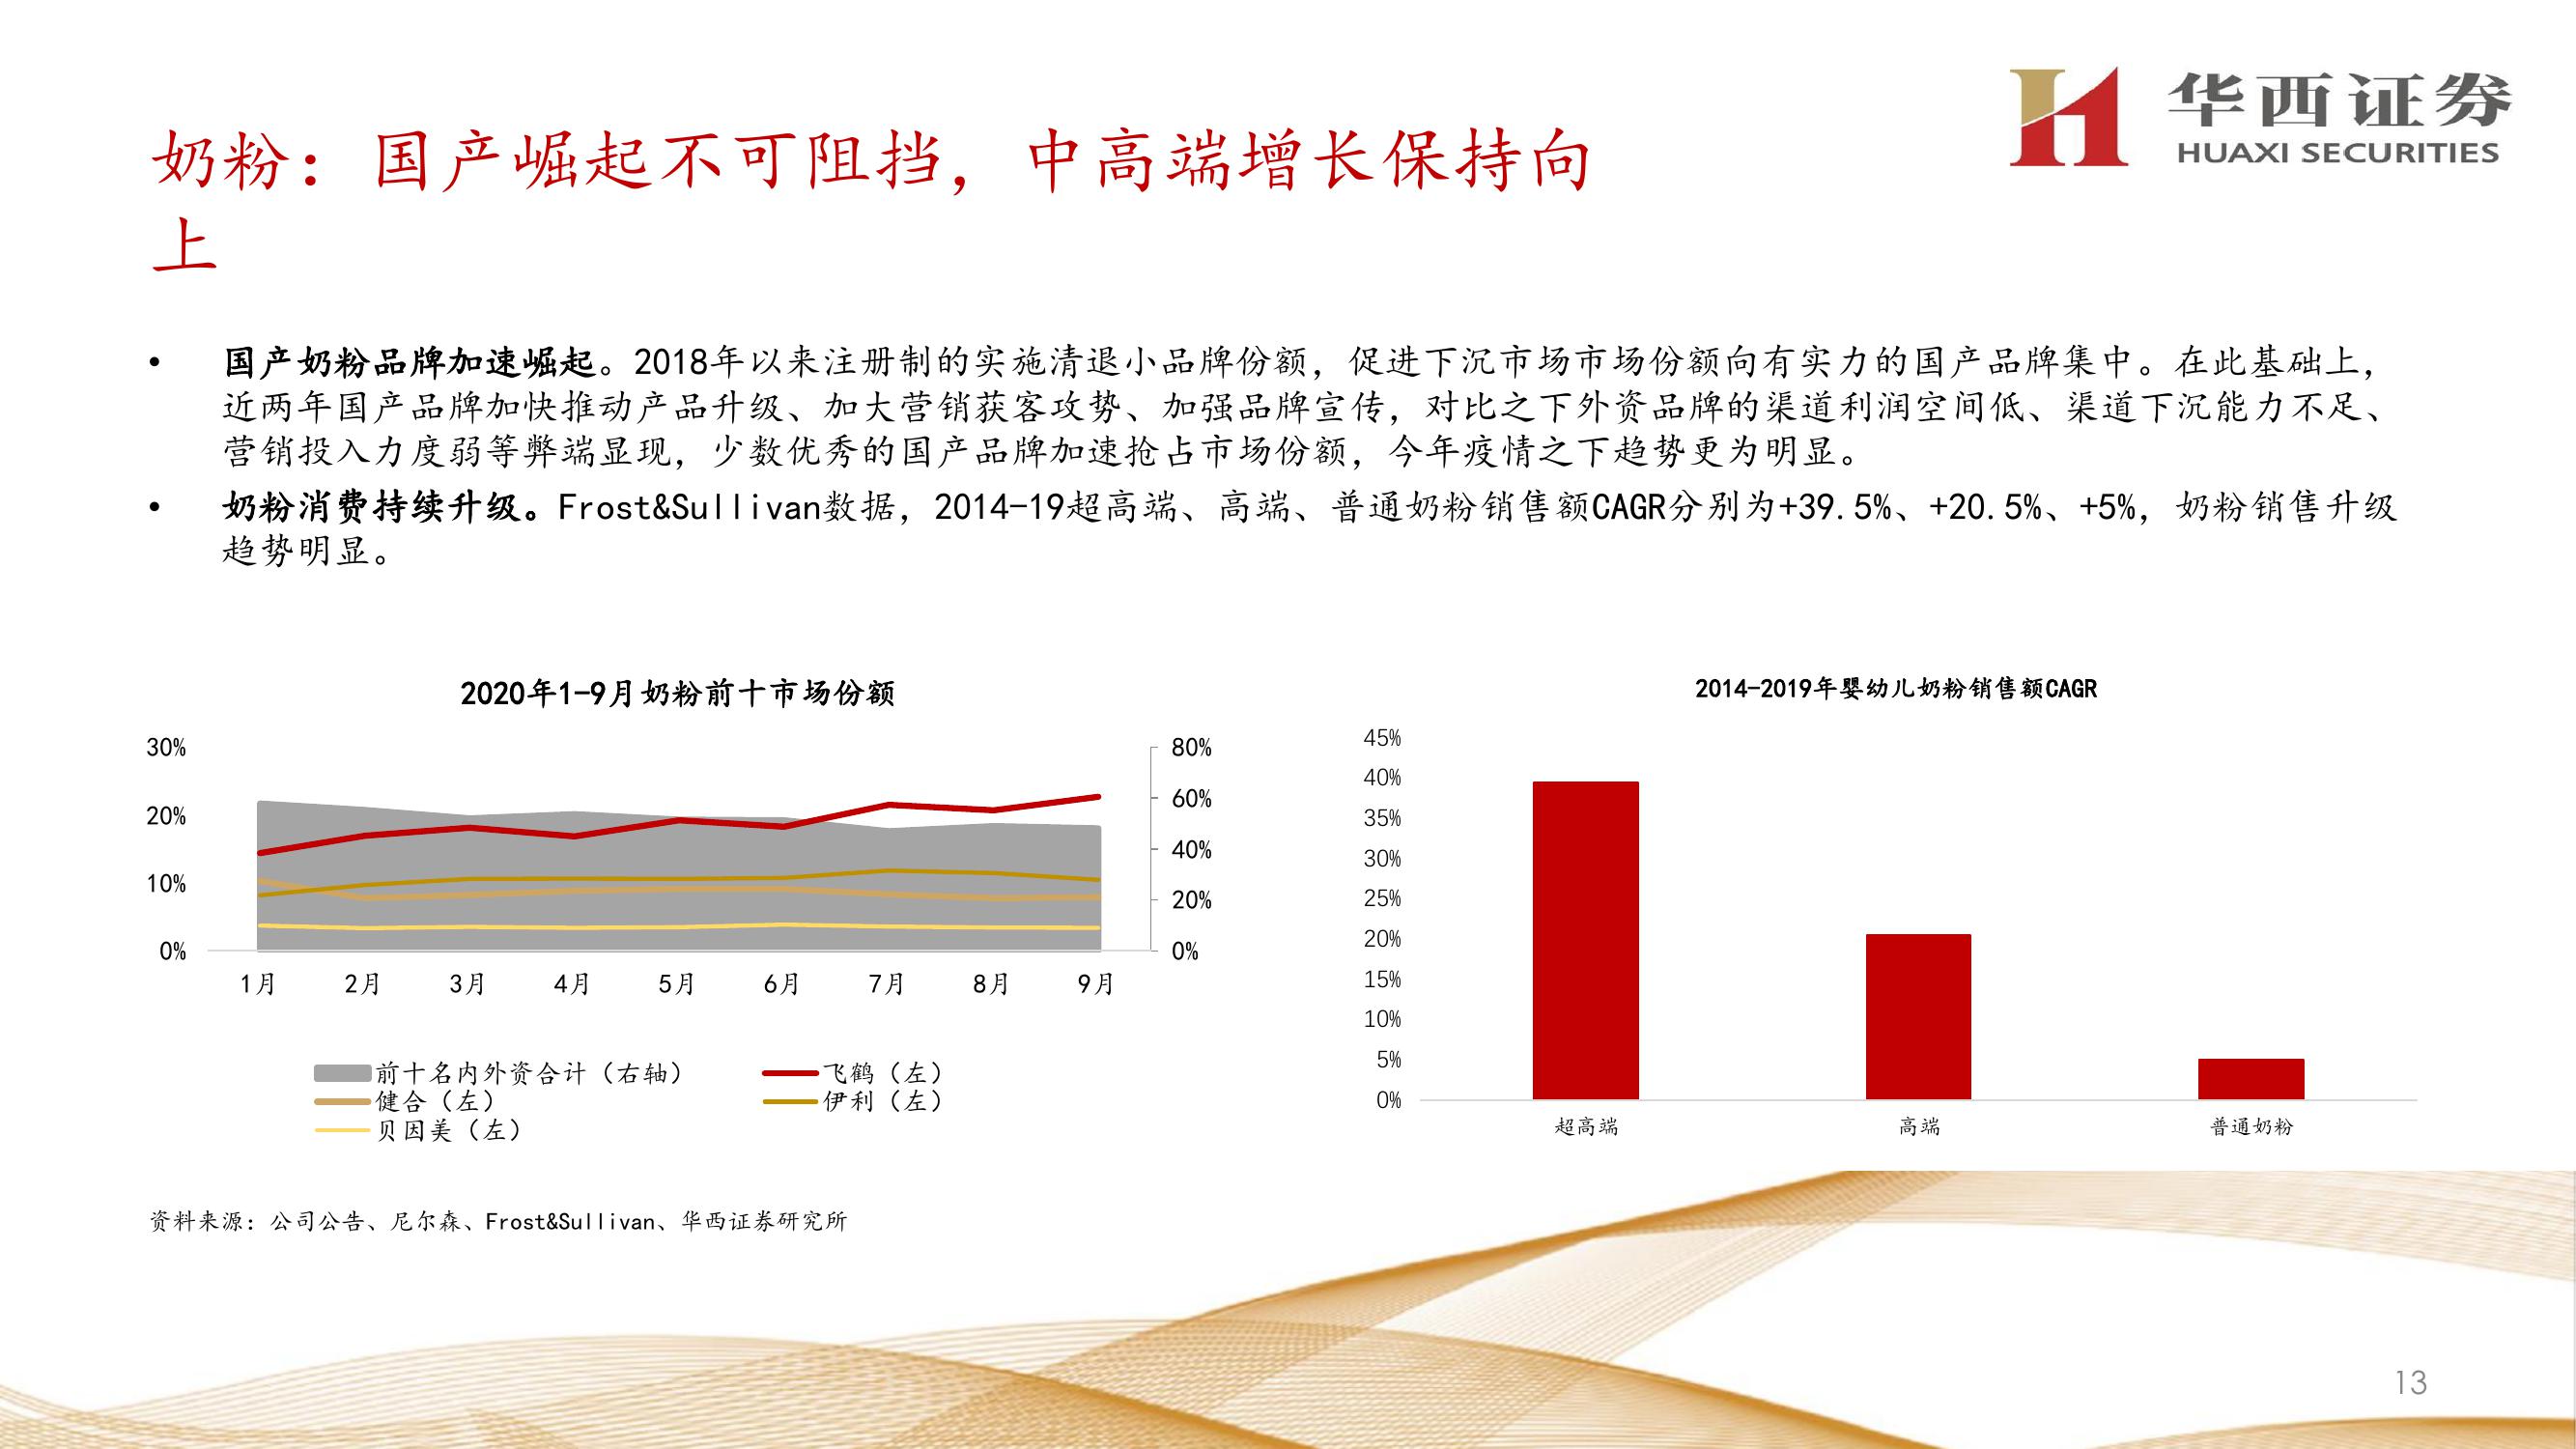 华西证券
HUAXI SECURITIES
奶粉：国产崛起不可阻挡，中高端增长保持向
上
• 国产奶粉品牌加速崛起。2018年以来注册制的实施清退小品牌份额，促进下沉市场市场份额向有实力的国产品牌集中。在此基础上，
近两年国产品牌加快推动产品升级、加大营销获客攻势、加强品牌宣传，对比之下外资品牌的渠道利润空间低、渠道下沉能力不足、
营销投入力度弱等弊端显现，少数优秀的国产品牌加速抢占市场份额，今年疫情之下趋势更为明显。
• 奶粉消费持续升级。Frost&Sullivan数据，2014-19超高端、高端、普通奶粉销售额CAGR分别为+39.5%、+20.5%、+5%，奶粉销售升级
趋势明显。
2020年1-9月奶粉前十市场份额
30%
20%
10%
0%
80%
60%
40%
20%
0%
1月 2月 3月 4月 5月 6月 7月 8月 9月
前十名内外资合计（右轴） 飞鹤（左）
健合（左） 伊利（左）
贝因美（左）
2014-2019年婴幼儿奶粉销售额CAGR
45%
40%
35%
30%
25%
20%
15%
10%
5%
0%
超高端 高端 普通奶粉
资料来源：公司公告、尼尔森、Frost&Sullivan、华西证券研究所
13